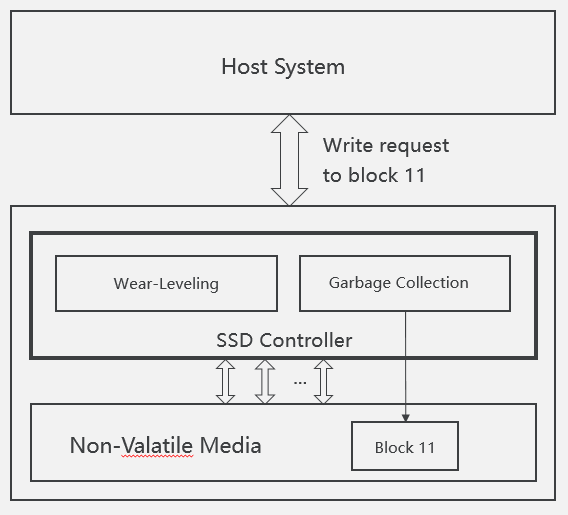 Host System
Write request
to block 11
Wear-Leveling
Garbage Collection
SSD Controller
...
Non-Valatile Media
Block 11